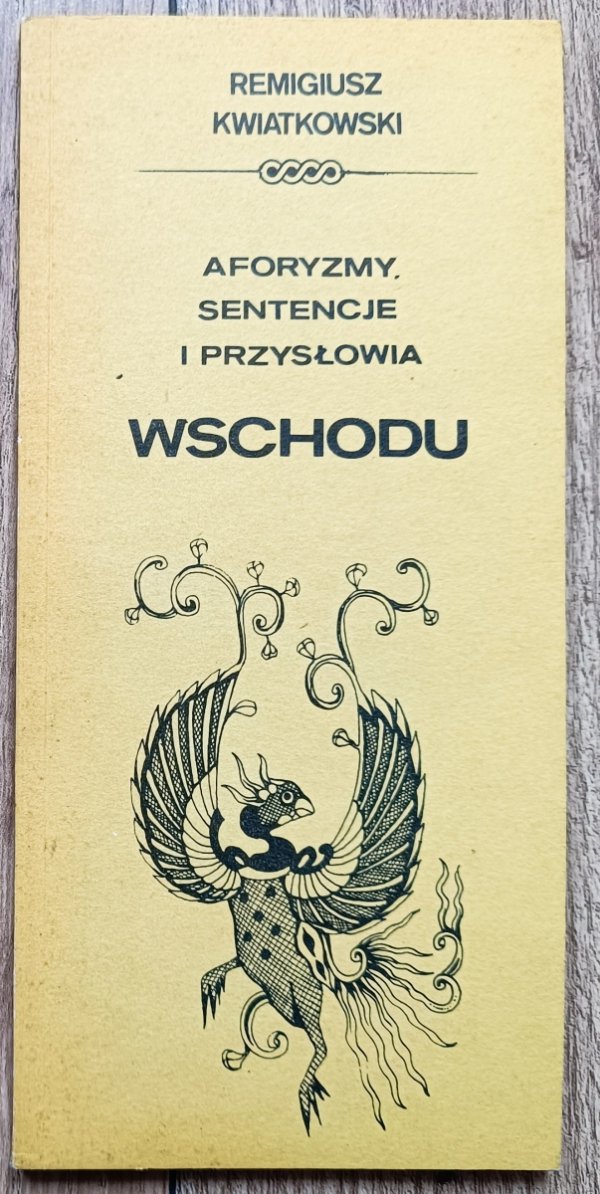 REMIGIUSZ
KWIATKOWSKI
AFORYZMY,
SENTENCJE
I PRZYSŁOWIA
WSCHODU